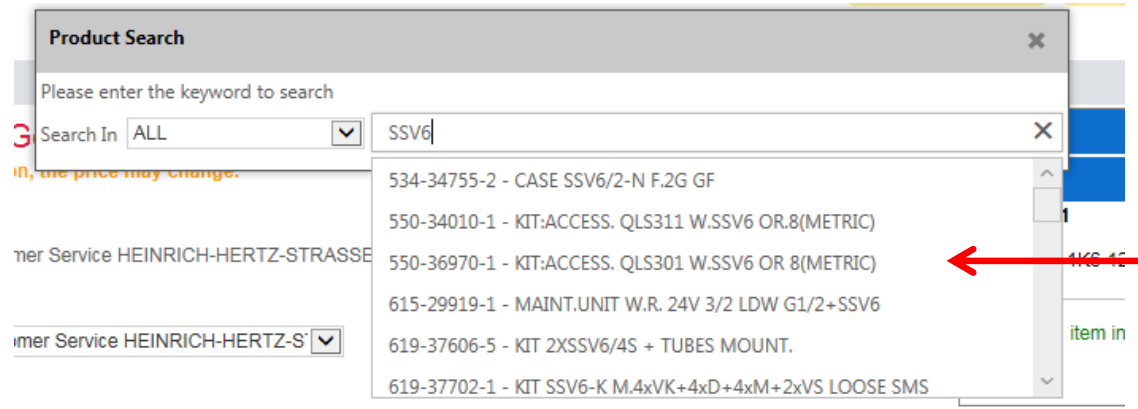 Product Search
Please enter the keyword to search
Search In ALL SSV6
on, the price may change.
534-34755-2 - CASE SSV6/2-N F.2G GF
550-34010-1 - KIT:ACCESS. QLS311 W.SSV6 OR.8(METRIC)
mer Service HEINRICH-HERTZ-STRASSE
550-36970-1 - KIT:ACCESS. QLS301 W.SSV6 OR 8(METRIC)
615-29919-1 - MAINT.UNIT W.R. 24V 3/2 LDW G1/2+SSV6
omer Service HEINRICH-HERTZ-S
619-37606-5 - KIT 2XSSV6/4S + TUBES MOUNT.
item in
619-37702-1 - KIT SSV6-K M.4xVK+4xD+4xM+2xVS LOOSE SMS